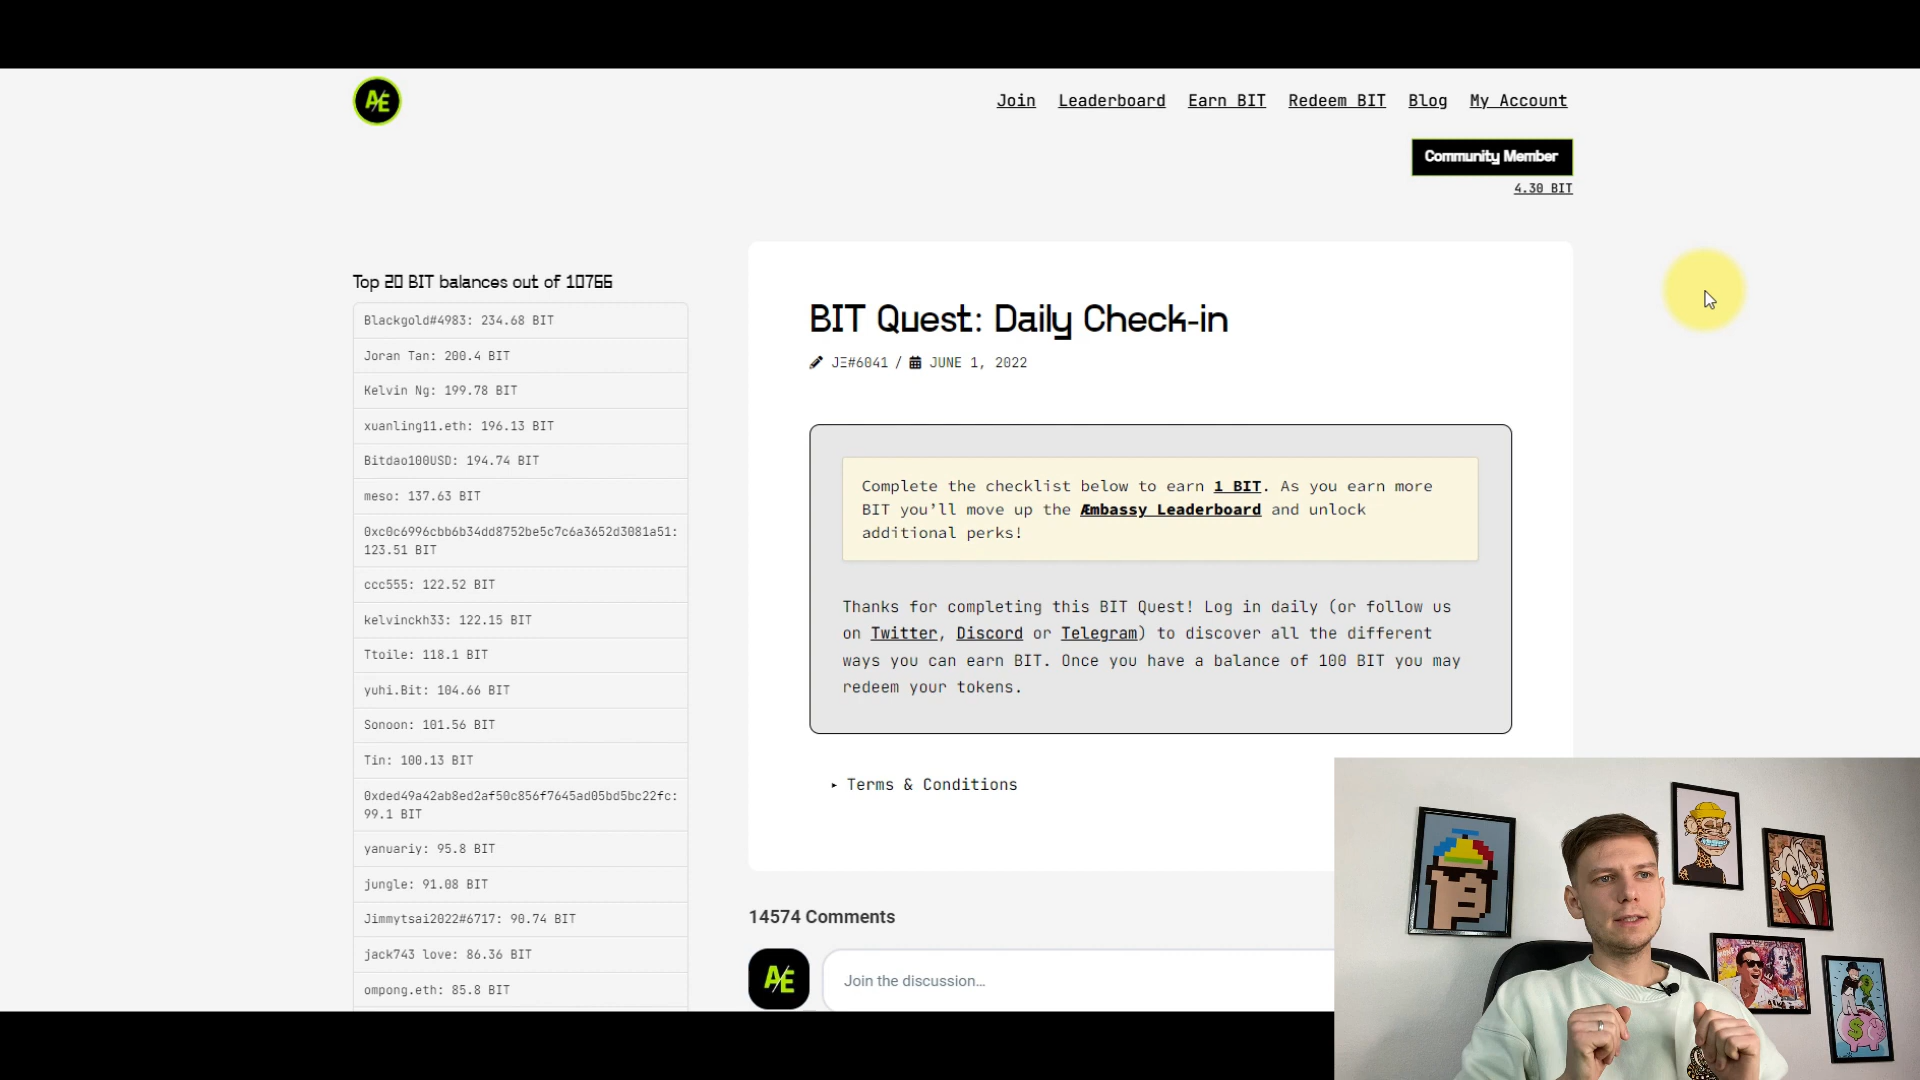 Æ
Join Leaderboard Earn BIT Redeem BIT Blog My Account
Community Member
4.30 BIT
Top 20 BIT balances out of 10766
Blackgold#4983: 234.68 BIT
Joran Tan: 200.4 BIT
Kelvin Ng: 199.78 BIT
xuanling11.eth: 196.13 BIT
Bitdao100USD: 194.74 BIT
meso: 137.63 BIT
0xc0c6996cbb6b34dd8752be5c7c6a3652d3081a51:
123.51 BIT
ccc555: 122.52 BIT
kelvinckh33: 122.15 BIT
Ttoile: 118.1 BIT
yuhi.Bit: 104.66 BIT
Sonoon: 101.56 BIT
Tin: 100.13 BIT
0xded49a42ab8ed2af50c856f7645ad05bd5bc22fc:
99.1 BIT
yanuariy: 95.8 BIT
jungle: 91.08 BIT
Jimmytsai2022#6717: 90.74 BIT
jack743 love: 86.36 BIT
ompong.eth: 85.8 BIT
BIT Quest: Daily Check-in
JΞ#6041 / JUNE 1, 2022
Complete the checklist below to earn 1 BIT. As you earn more
BIT you’ll move up the Æmbassy Leaderboard and unlock
additional perks!
Thanks for completing this BIT Quest! Log in daily (or follow us
on Twitter, Discord or Telegram) to discover all the different
ways you can earn BIT. Once you have a balance of 100 BIT you may
redeem your tokens.
▸ Terms & Conditions
14574 Comments
Æ
Join the discussion...